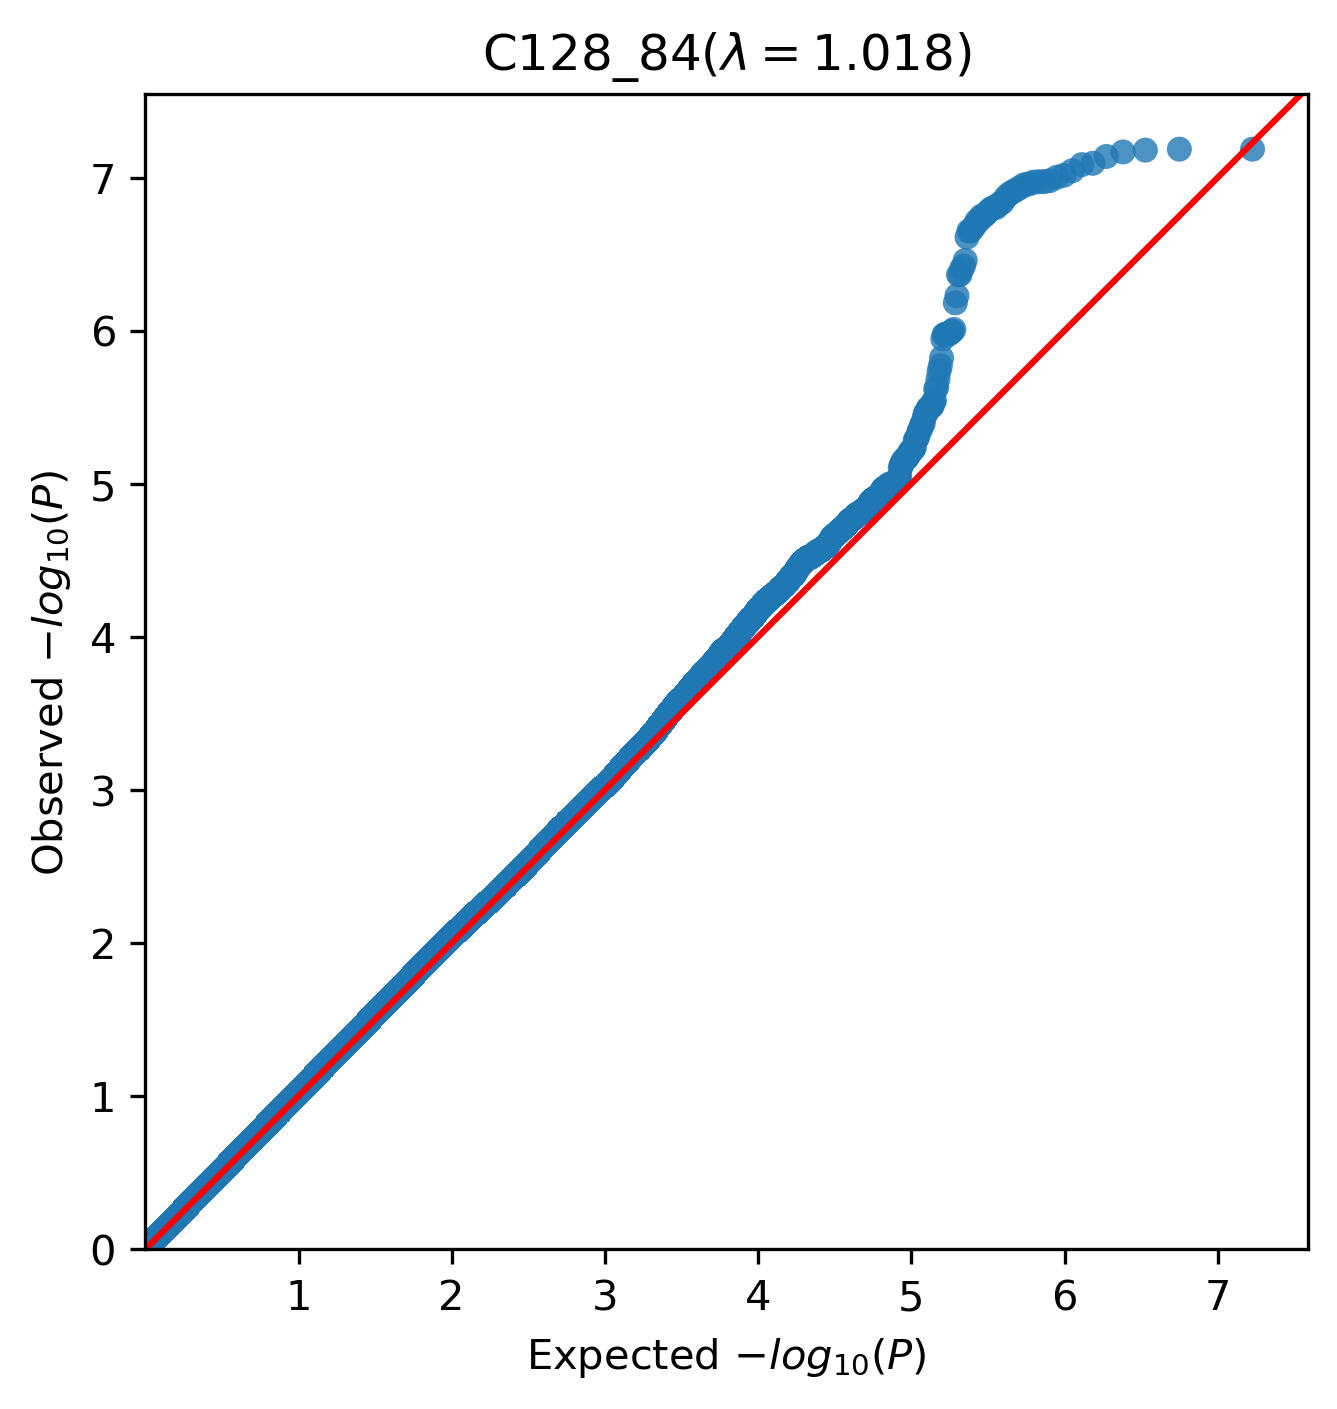 C128_84(λ = 1.018)
Observed −log₁₀(P)
7
6
5
4
3
2
1
0
1 2 3 4 5 6 7
Expected −log₁₀(P)